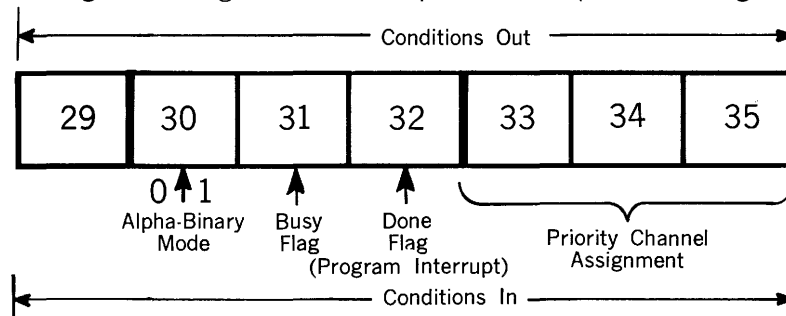 Conditions Out
29 30 31 32 33 34 35
0 1
Alpha-Binary Mode
Busy Flag
Done Flag
(Program Interrupt)
Priority Channel Assignment
Conditions In